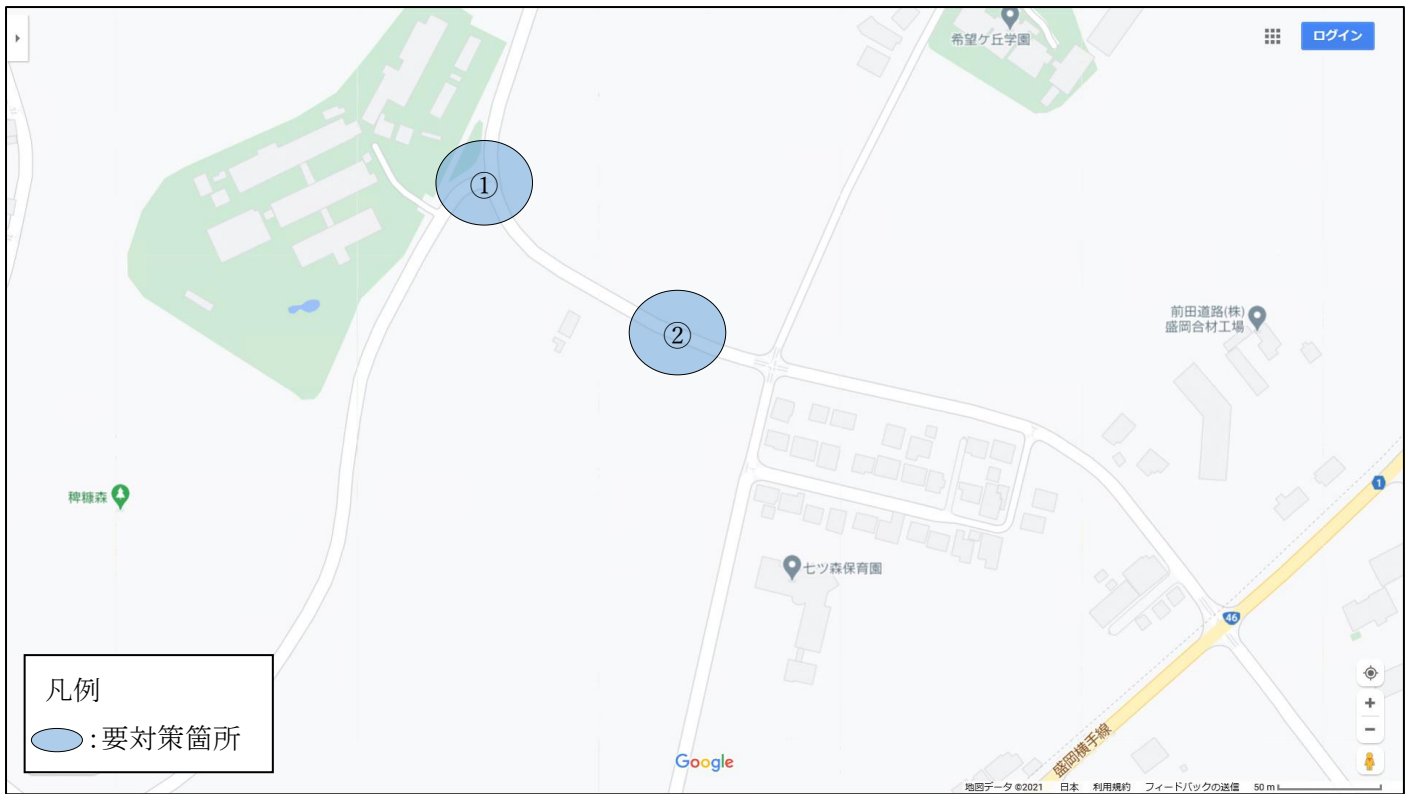 希望ケ丘学園
ログイン
①
②
前田道路(株)
盛岡合材工場
1
稗糠森
七ツ森保育園
46
盛岡横手線
凡例
:要対策箇所
Google
地図データ ©2021 日本 利用規約 フィードバックの送信 50 m